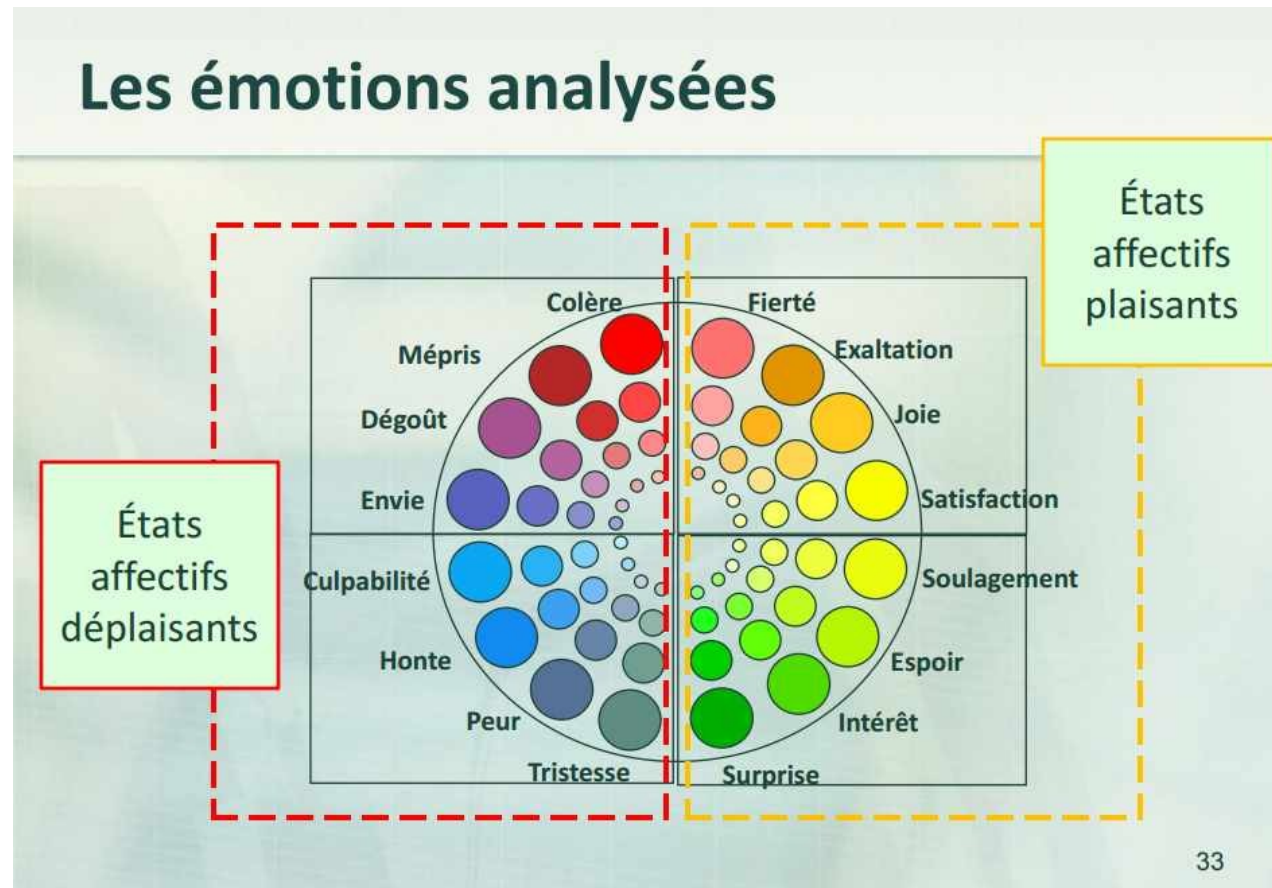 Les émotions analysées
États
affectifs
plaisants
Colère
Fierté
Mépris
Exaltation
Dégoût
Joie
Envie
Satisfaction
États
affectifs
déplaisants
Culpabilité
Soulagement
Honte
Espoir
Peur
Intérêt
Tristesse
Surprise
33